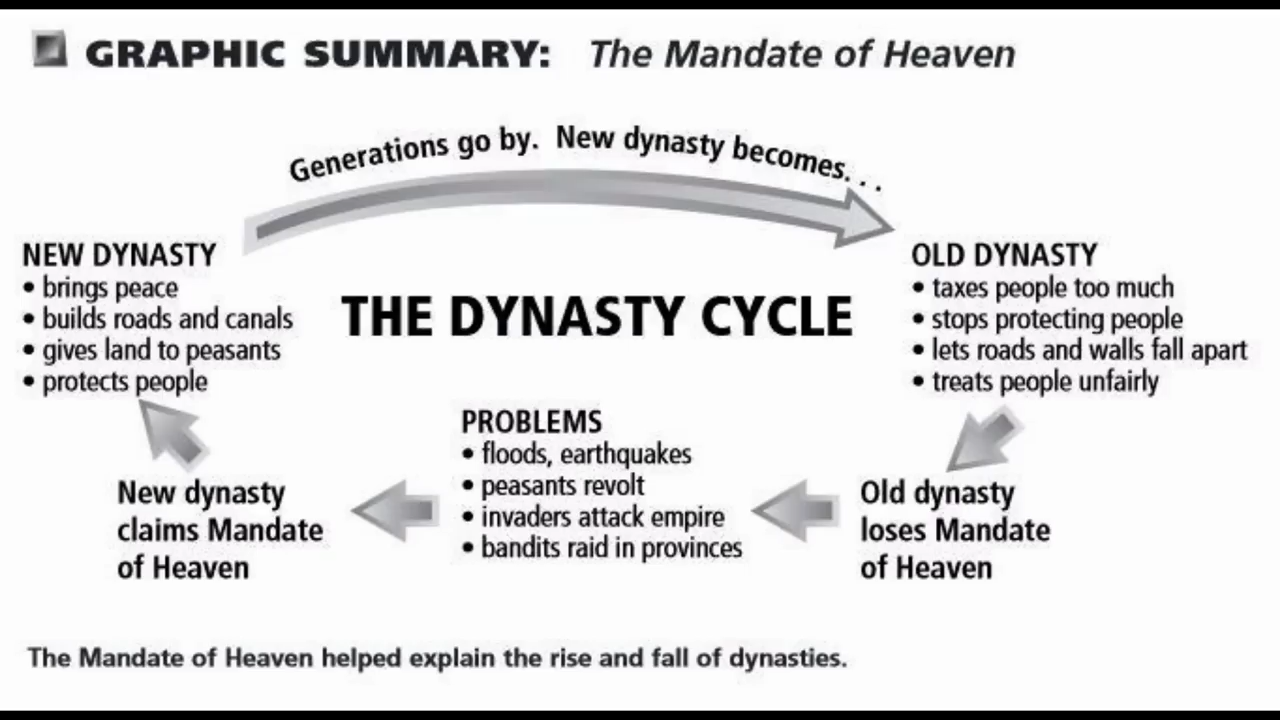 GRAPHIC SUMMARY: The Mandate of Heaven
Generations go by. New dynasty becomes. . .
NEW DYNASTY
• brings peace
• builds roads and canals
• gives land to peasants
• protects people
THE DYNASTY CYCLE
OLD DYNASTY
• taxes people too much
• stops protecting people
• lets roads and walls fall apart
• treats people unfairly
Old dynasty
loses Mandate
of Heaven
PROBLEMS
• floods, earthquakes
• peasants revolt
• invaders attack empire
• bandits raid in provinces
New dynasty
claims Mandate
of Heaven
The Mandate of Heaven helped explain the rise and fall of dynasties.